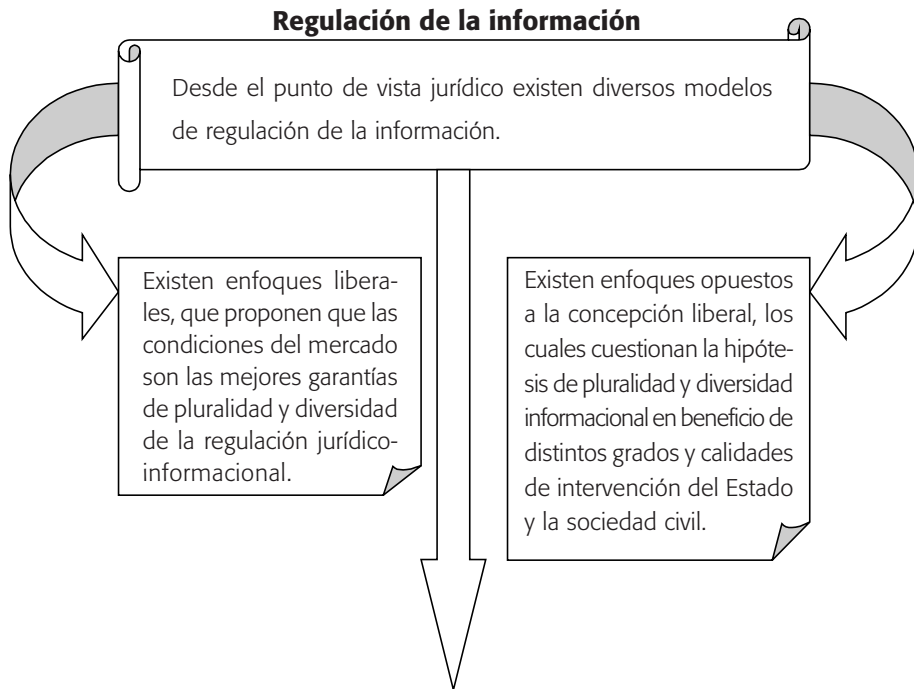 Regulación de la información
Desde el punto de vista jurídico existen diversos modelos
de regulación de la información.
Existen enfoques libera-
les, que proponen que las
condiciones del mercado
son las mejores garantías
de pluralidad y diversidad
de la regulación jurídico-
informacional.
Existen enfoques opuestos
a la concepción liberal, los
cuales cuestionan la hipóte-
sis de pluralidad y diversidad
informacional en beneficio de
distintos grados y calidades
de intervención del Estado
y la sociedad civil.